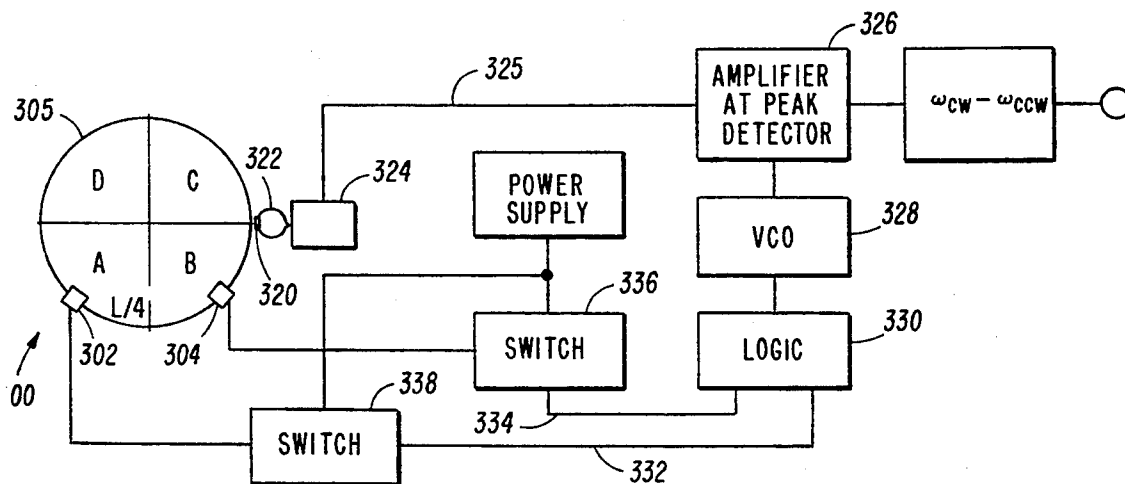 326
325
AMPLIFIER
AT PEAK
DETECTOR
ωCW – ωCCW
305
322
324
D
C
POWER
SUPPLY
328
A
B
320
VCO
L/4
336
302
304
SWITCH
330
LOGIC
00
338
334
SWITCH
332